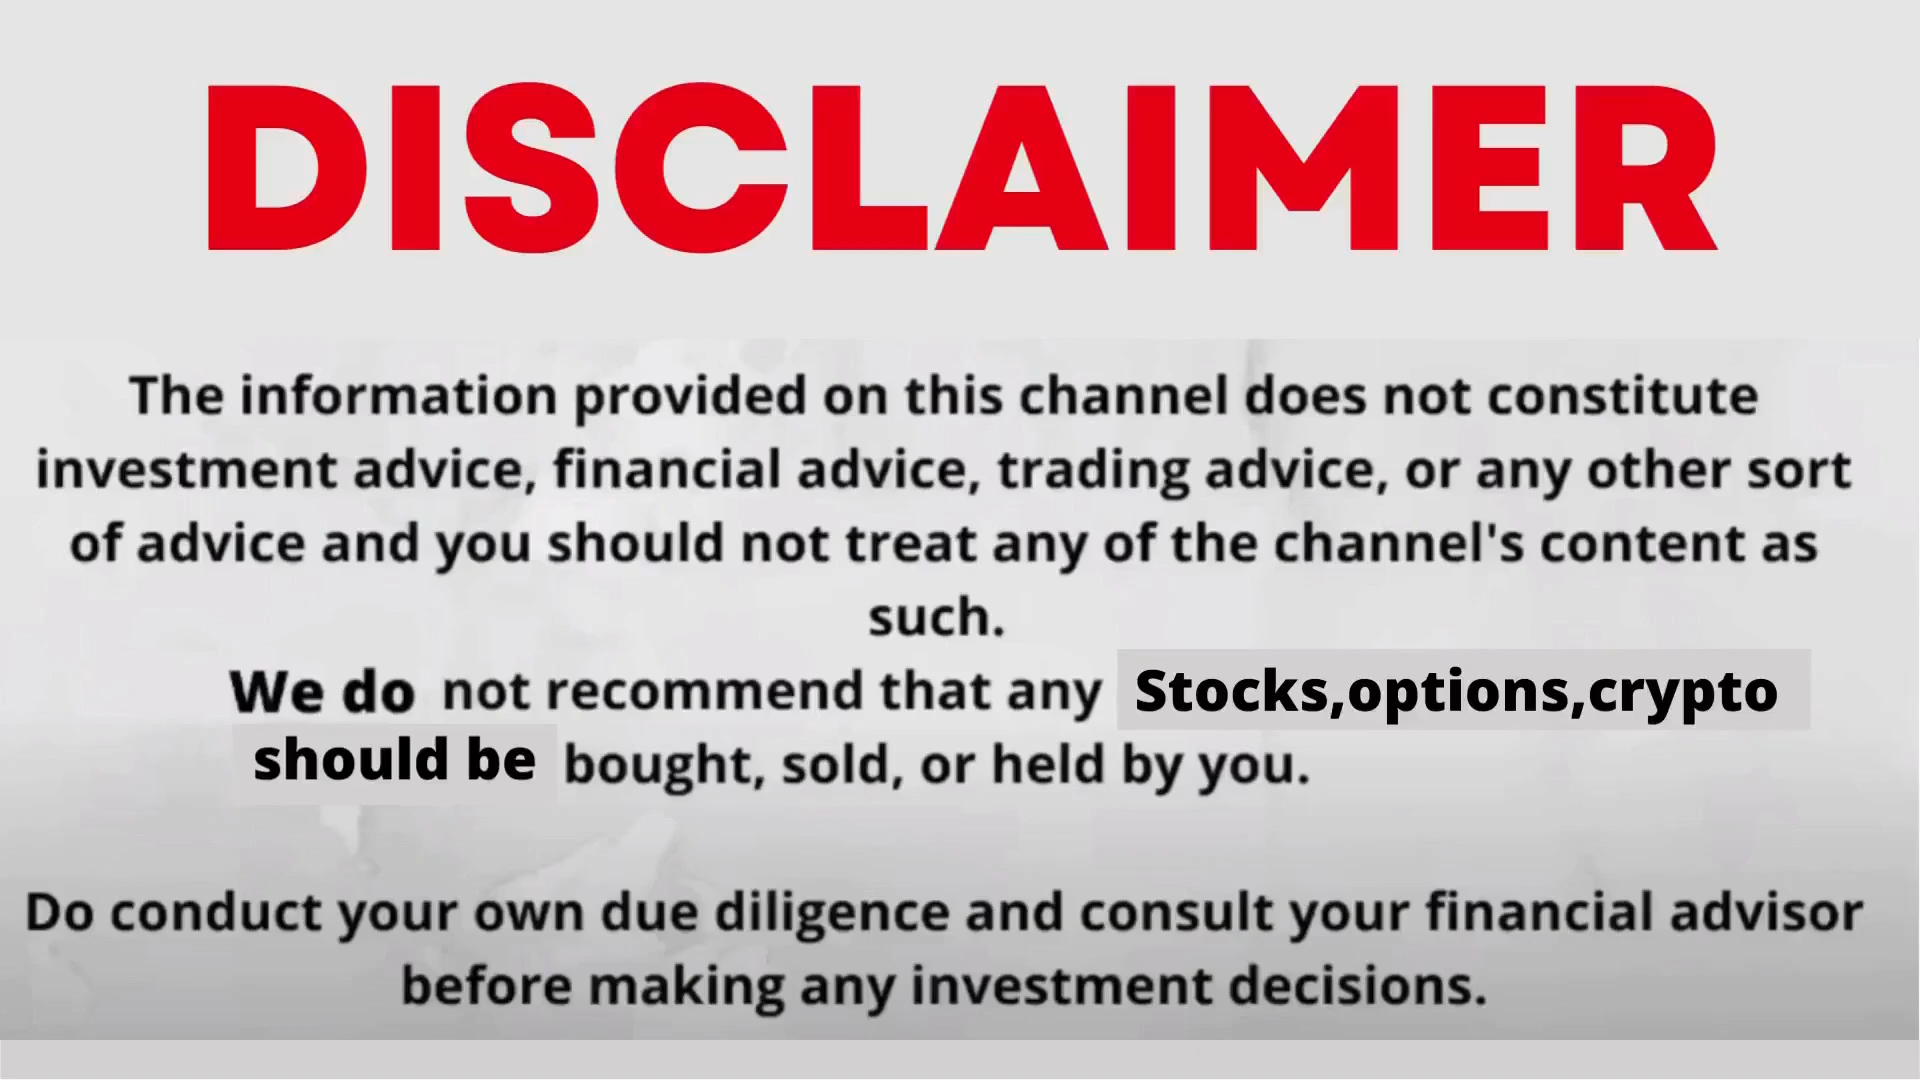 DISCLAIMER
The information provided on this channel does not constitute
investment advice, financial advice, trading advice, or any other sort
of advice and you should not treat any of the channel's content as
such.
We do not recommend that any Stocks,options,crypto
should be bought, sold, or held by you.
Do conduct your own due diligence and consult your financial advisor
before making any investment decisions.